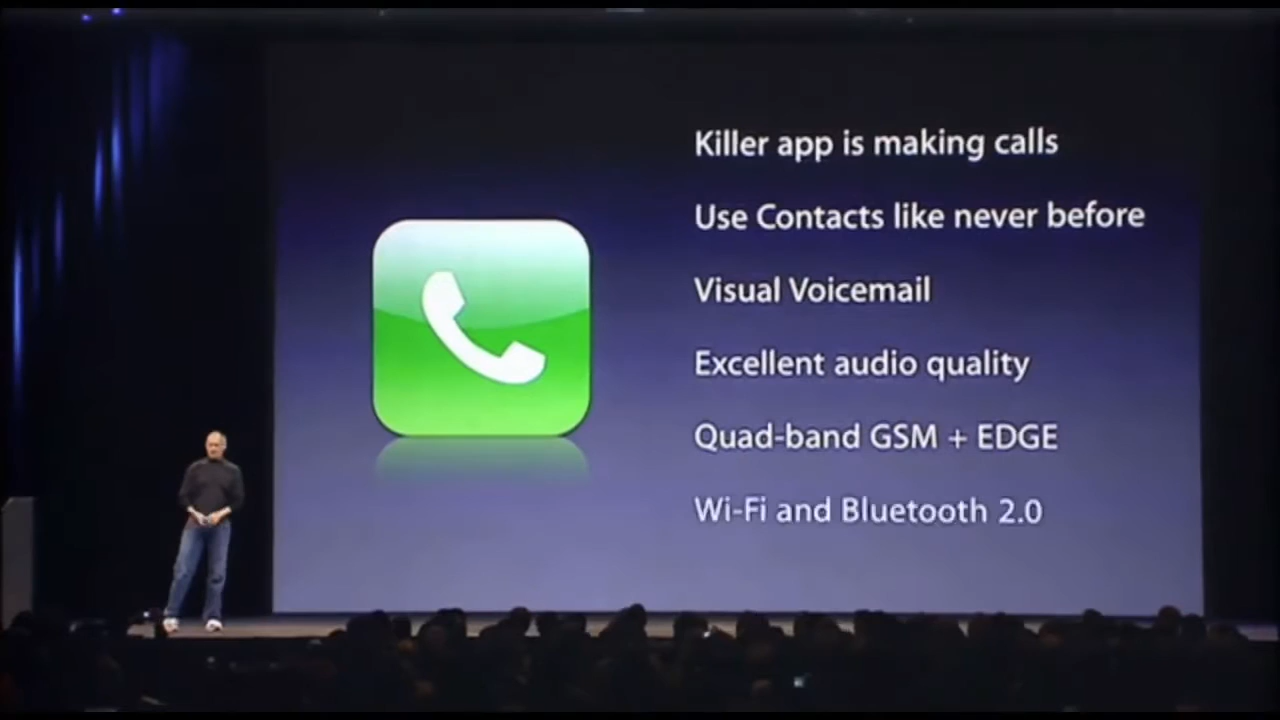 Killer app is making calls
Use Contacts like never before
Visual Voicemail
Excellent audio quality
Quad-band GSM + EDGE
Wi-Fi and Bluetooth 2.0